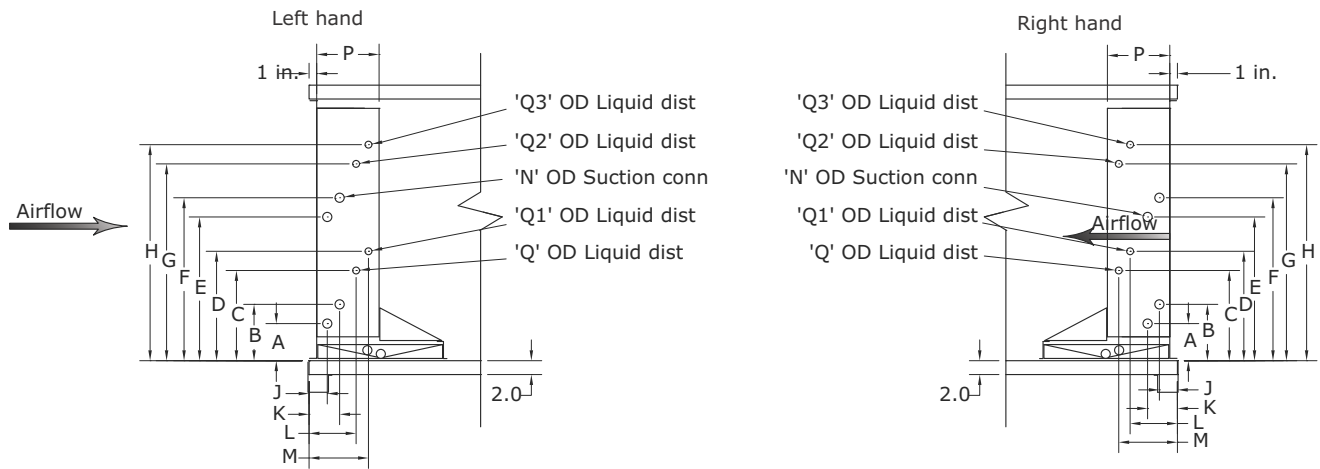 Left hand
P
1 in.
'Q3' OD Liquid dist
'Q2' OD Liquid dist
'N' OD Suction conn
'Q1' OD Liquid dist
'Q' OD Liquid dist
Airflow
H
G
F
E
D
C
B
A
J
K
L
M
2.0
Right hand
P
1 in.
'Q3' OD Liquid dist
'Q2' OD Liquid dist
'N' OD Suction conn
'Q1' OD Liquid dist
'Q' OD Liquid dist
Airflow
H
G
F
E
D
C
B
A
J
K
L
M
2.0